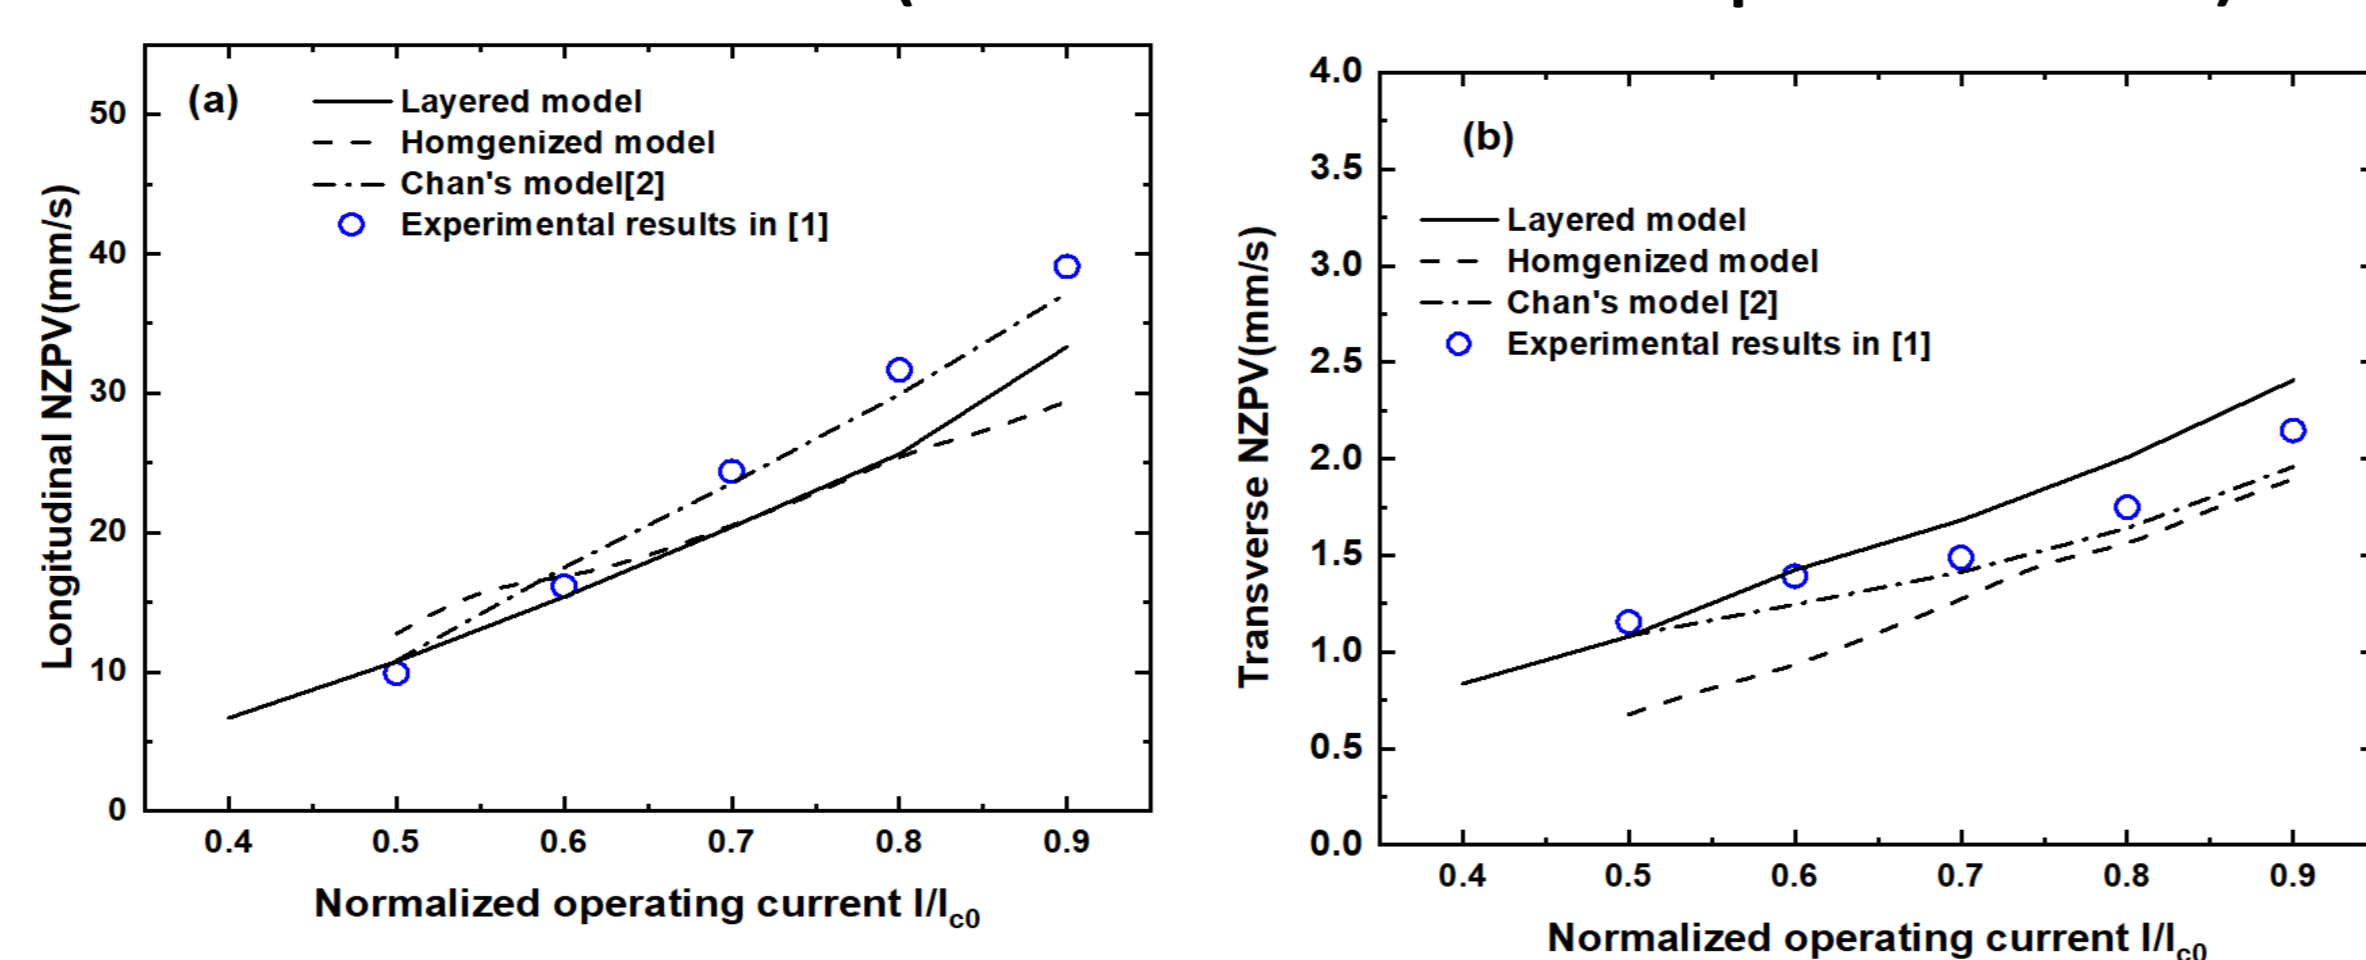 (a)
Layered model
Homgenized model
Chan's model[2]
Experimental results in [1]
50
40
30
20
10
0
Longitudinal NZPV(mm/s)
0.4 0.5 0.6 0.7 0.8 0.9
Normalized operating current I/Ic0
(b)
Layered model
Homgenized model
Chan's model [2]
Experimental results in [1]
4.0
3.5
3.0
2.5
2.0
1.5
1.0
0.5
0.0
Transverse NZPV(mm/s)
0.4 0.5 0.6 0.7 0.8 0.9
Normalized operating current I/Ic0